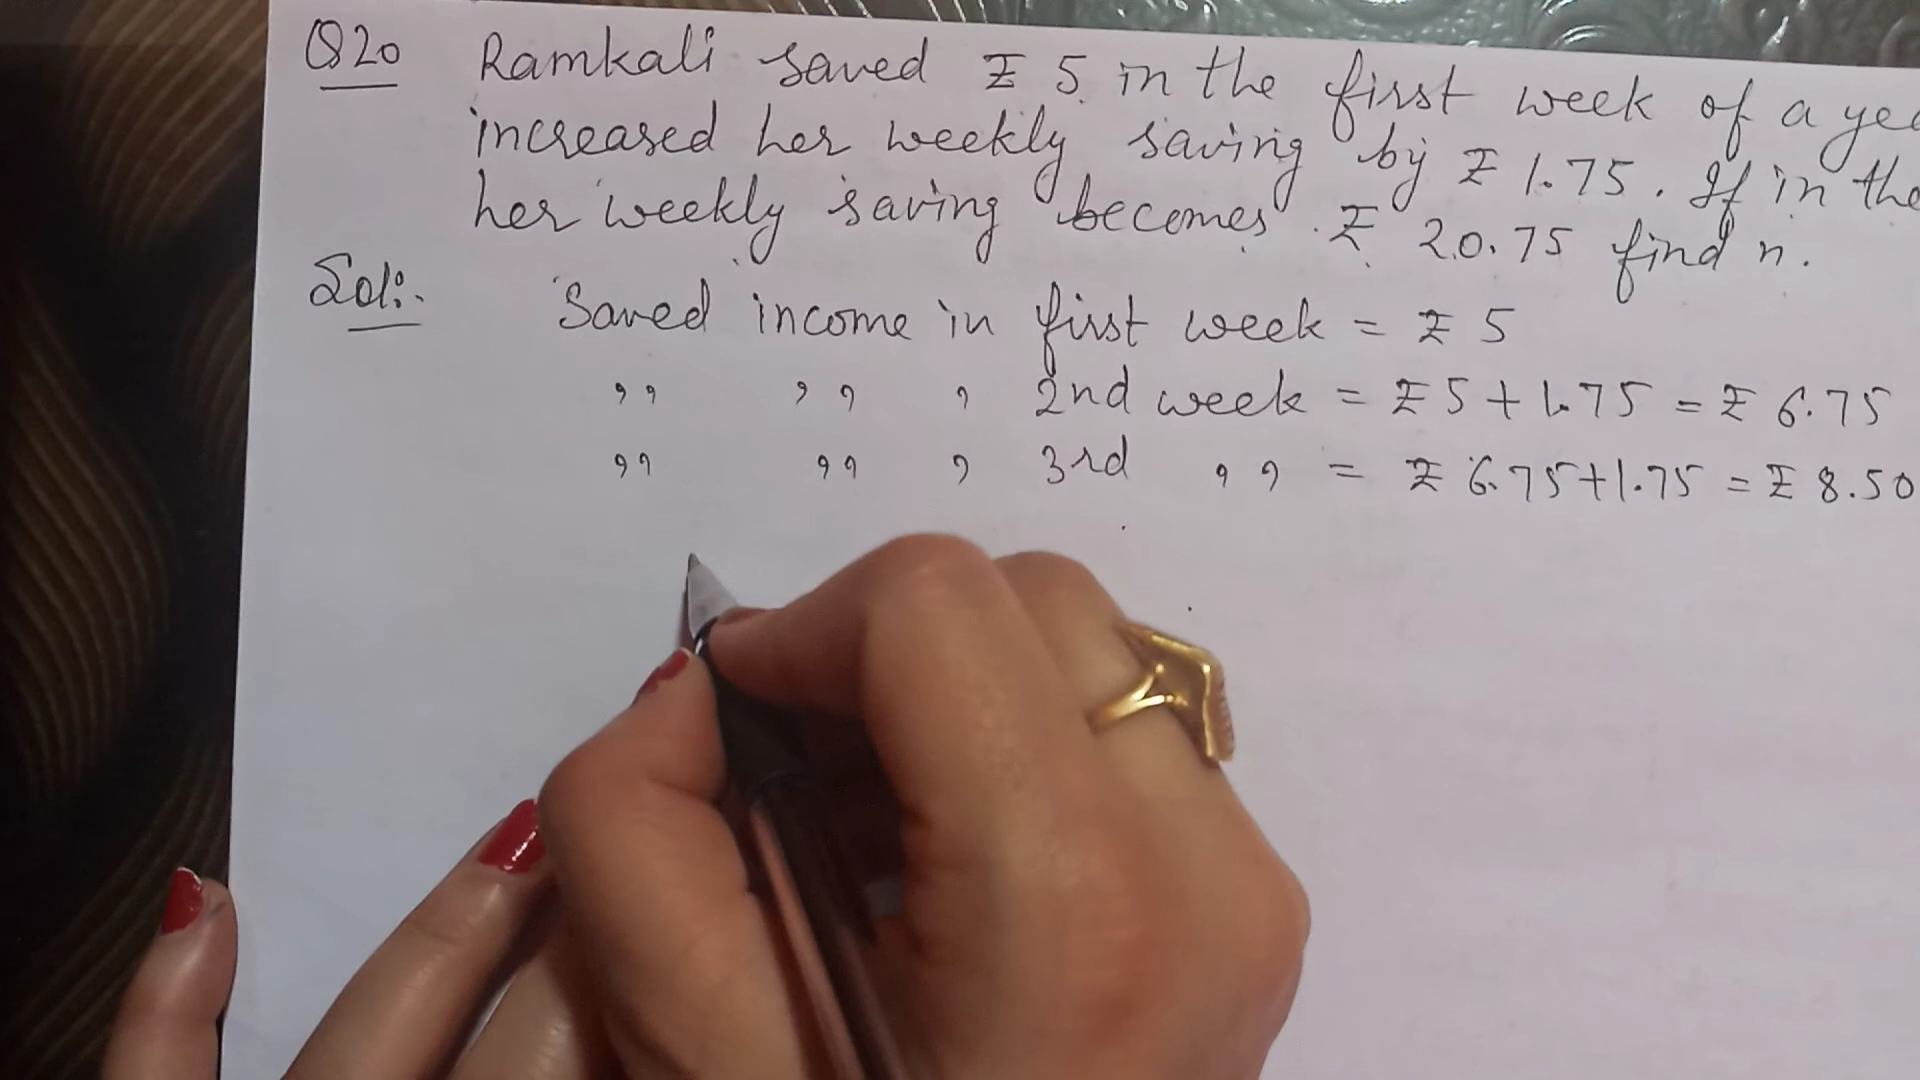 Q20 Ramkali saved ₹ 5 in the first week of a
increased her weekly saving by ₹ 1.75. If in the
her weekly saving becomes ₹ 20.75 find n.
Sol:- Saved income in first week = ₹ 5
,, ,, , 2nd week = ₹ 5 + 1.75 = ₹ 6.75
,, ,, , 3rd ,, = ₹ 6.75 + 1.75 = ₹ 8.50